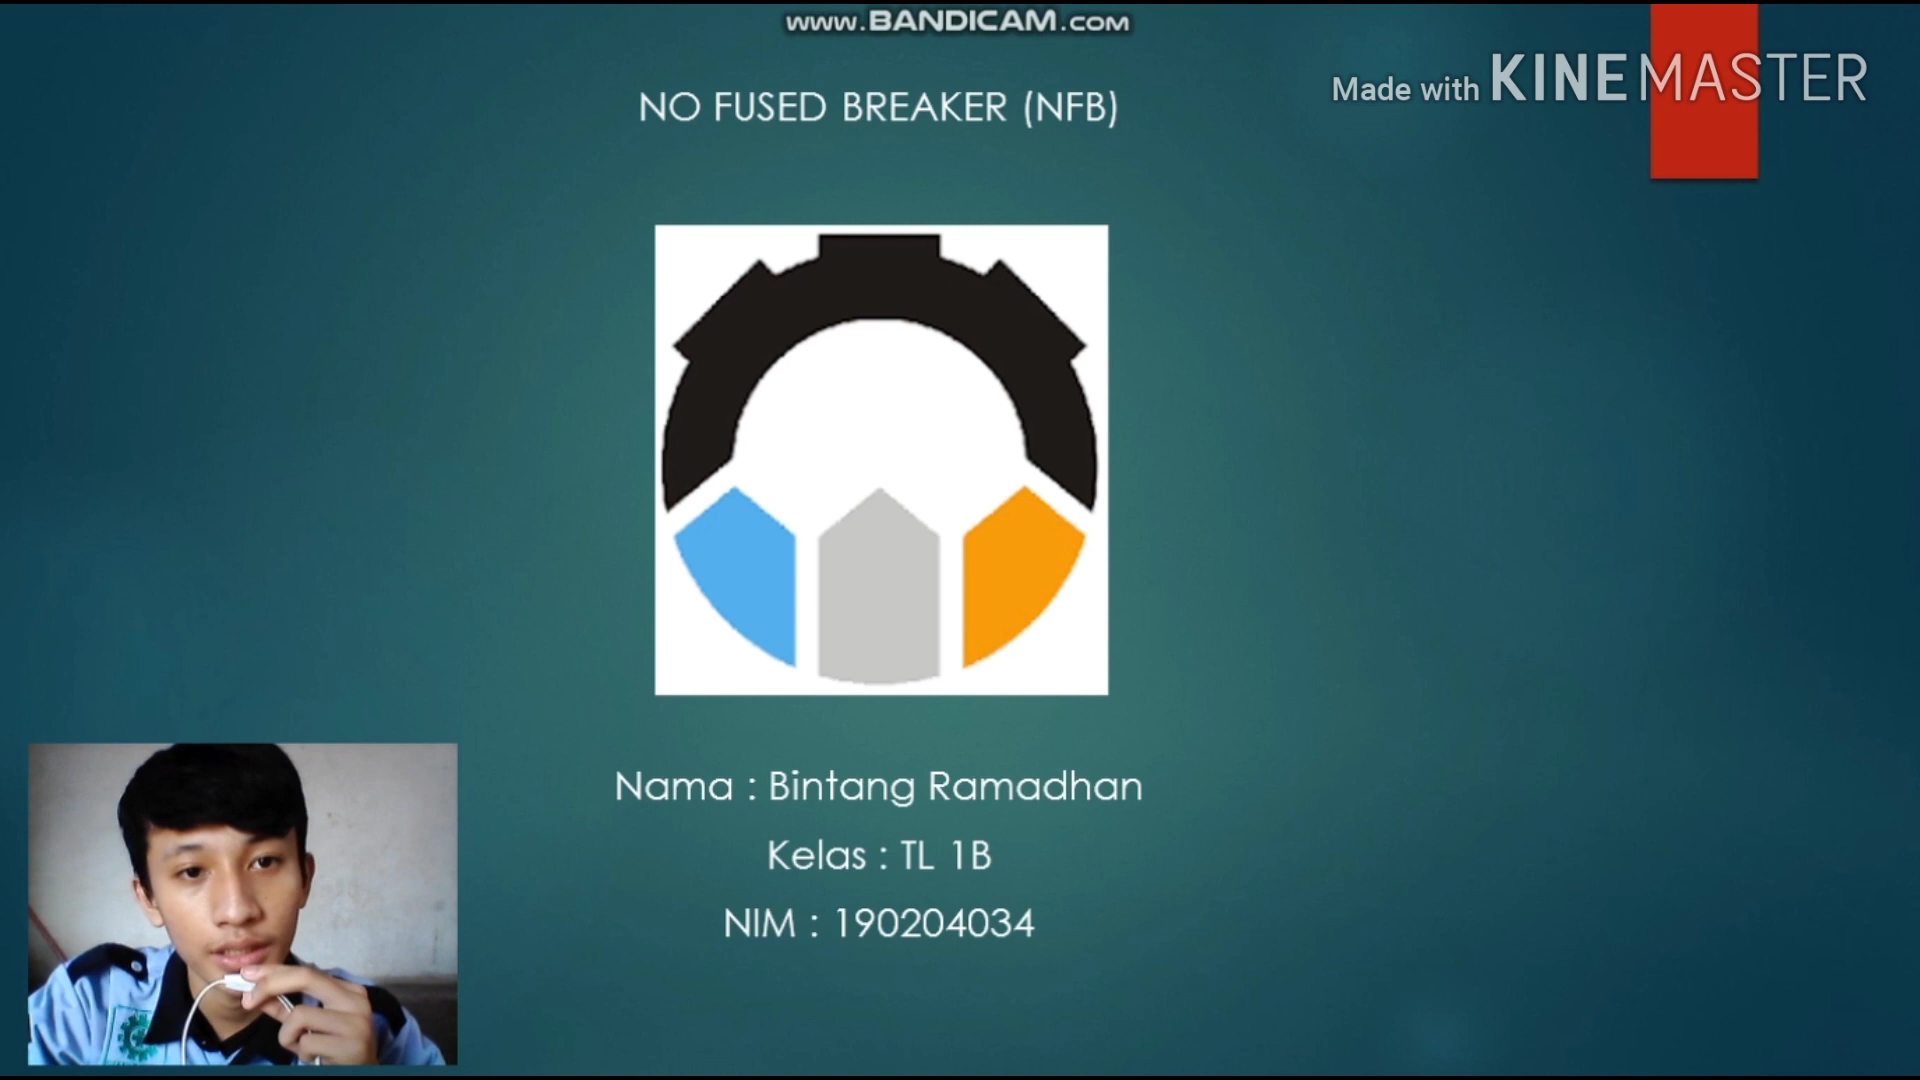 www.BANDICAM.com
Made with KINEMASTER
NO FUSED BREAKER (NFB)
Nama : Bintang Ramadhan
Kelas : TL 1B
NIM : 190204034